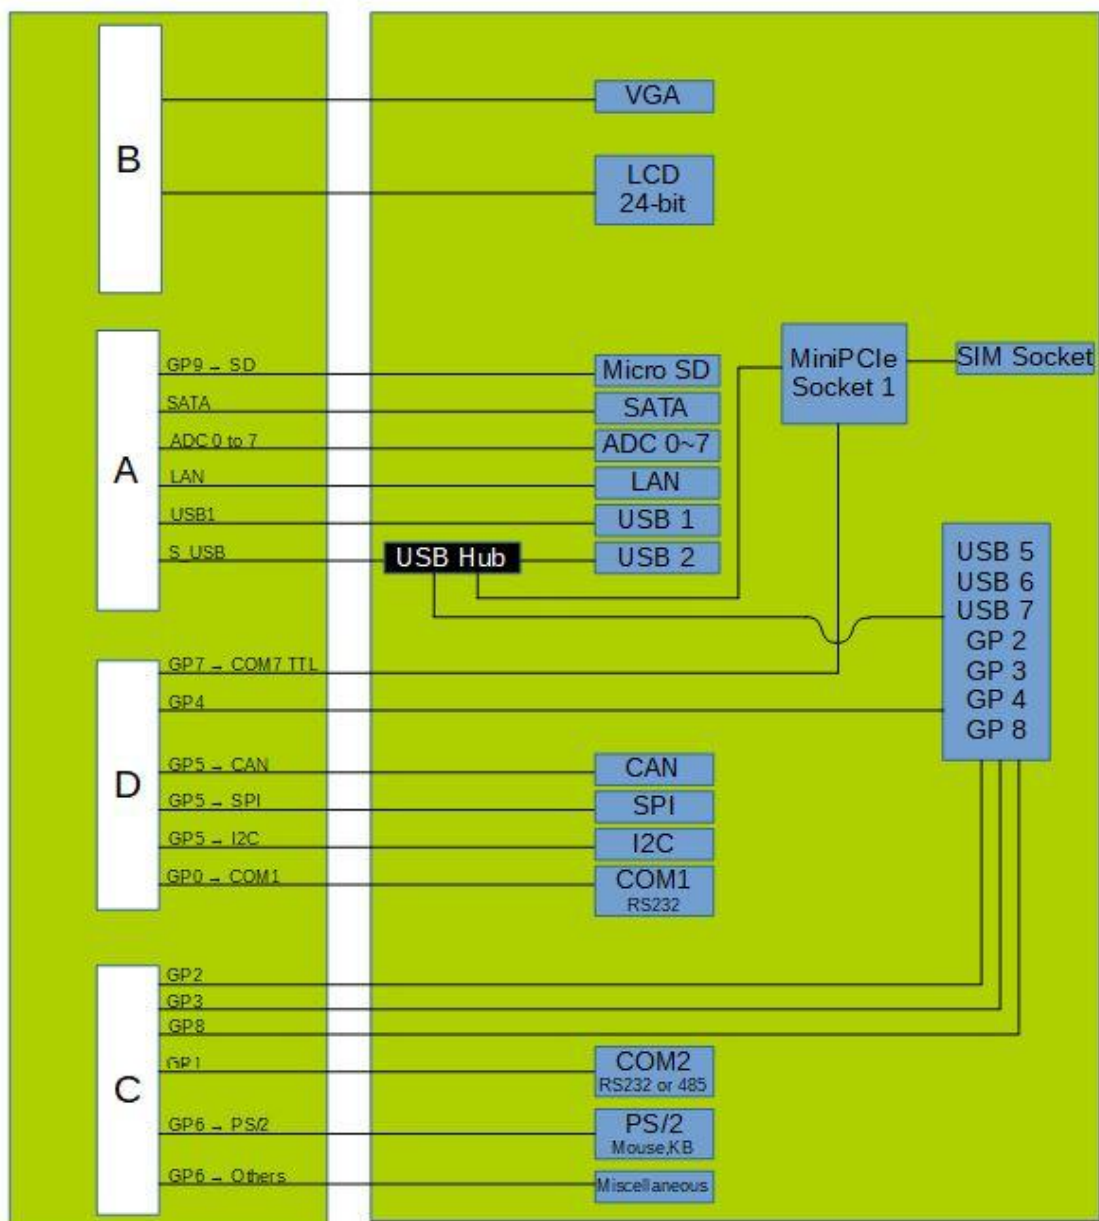 B
VGA
LCD
24-bit
A
GP9 → SD
SATA
ADC 0 to 7
LAN
USB1
S_USB
Micro SD
SATA
ADC 0~7
LAN
USB 1
USB Hub
USB 2
MiniPCIe
Socket 1
SIM Socket
USB 5
USB 6
USB 7
GP 2
GP 3
GP 4
GP 8
D
GP7 → COM7 TTL
GP4
GP5 → CAN
GP5 → SPI
GP5 → I2C
GP0 → COM1
CAN
SPI
I2C
COM1
RS232
C
GP2
GP3
GP8
GP1
GP6 → PS/2
GP6 → Others
COM2
RS232 or 485
PS/2
Mouse,KB
Miscellaneous